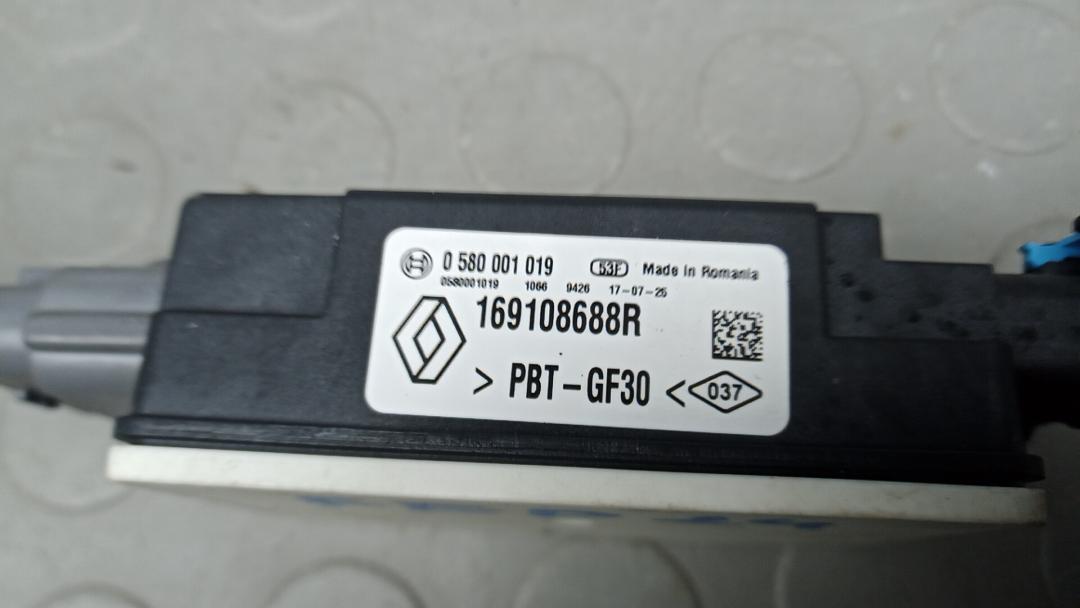 0 580 001 019 53F Made in Romania
0580001019 1066 9426 17-07-25
169108688R
> PBT-GF30 < 037